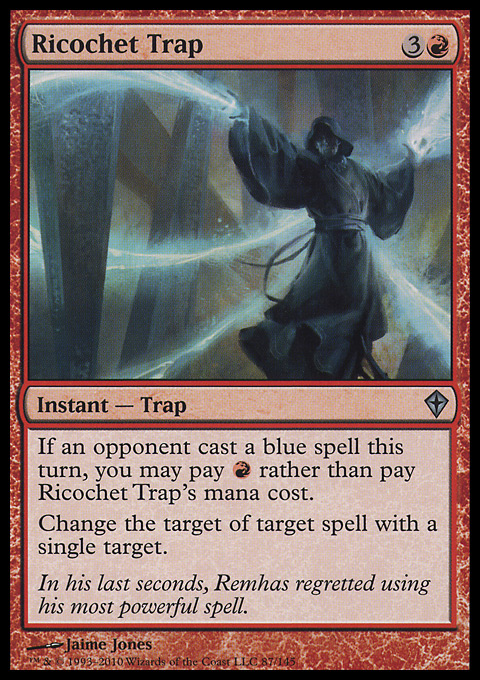 Ricochet Trap 3
Instant — Trap
If an opponent cast a blue spell this
turn, you may pay rather than pay
Ricochet Trap's mana cost.
Change the target of target spell with a
single target.
In his last seconds, Remhas regretted using
his most powerful spell.
Jaime Jones
™ & © 1993-2010 Wizards of the Coast LLC 87/145